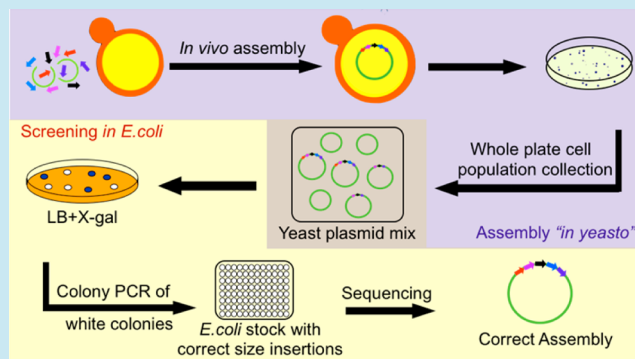 In vivo assembly
Screening in E.coli
Whole plate cell
population collection
LB+X-gal
Yeast plasmid mix
Assembly "in yeasto"
Colony PCR of
white colonies
E.coli stock with
correct size insertions
Sequencing
Correct Assembly